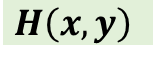 H(x, y)